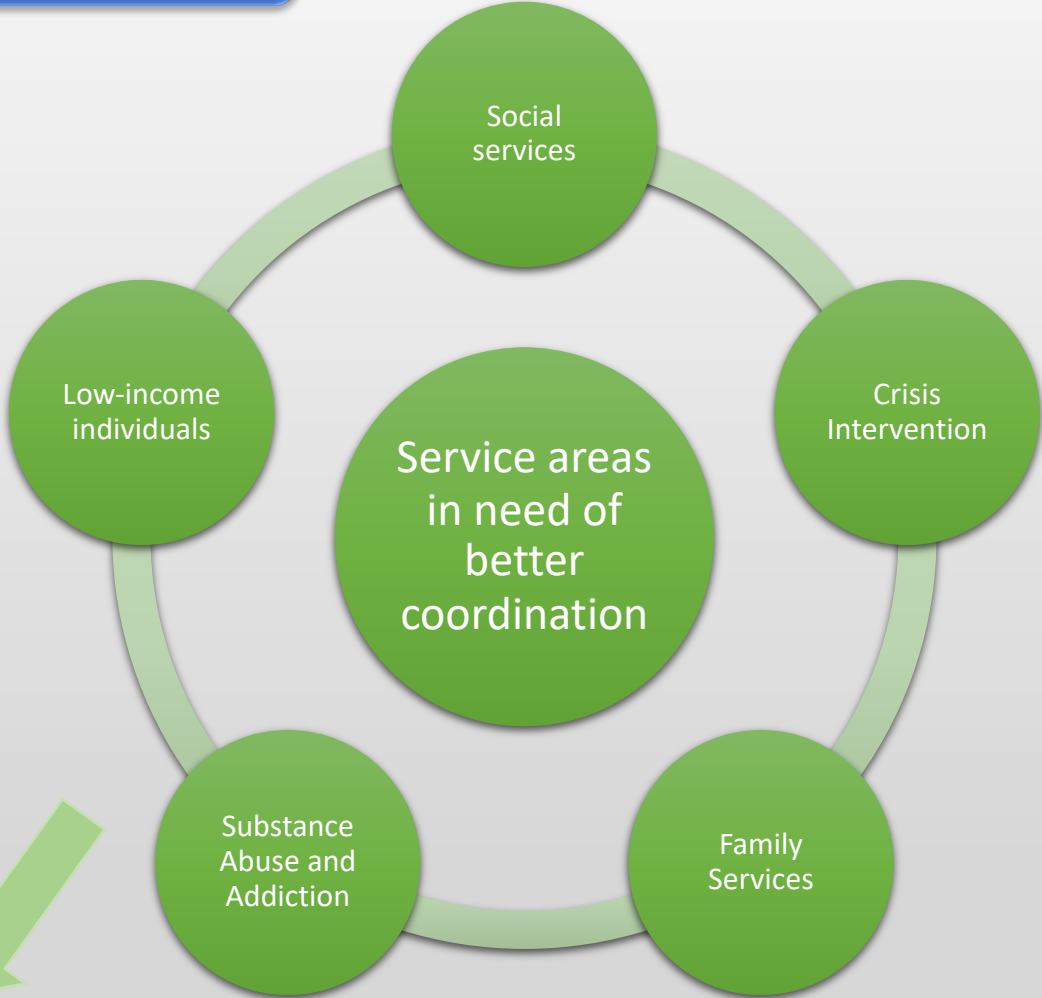 Social
services
Crisis
Intervention
Family
Services
Substance
Abuse and
Addiction
Low-income
individuals
Service areas
in need of
better
coordination